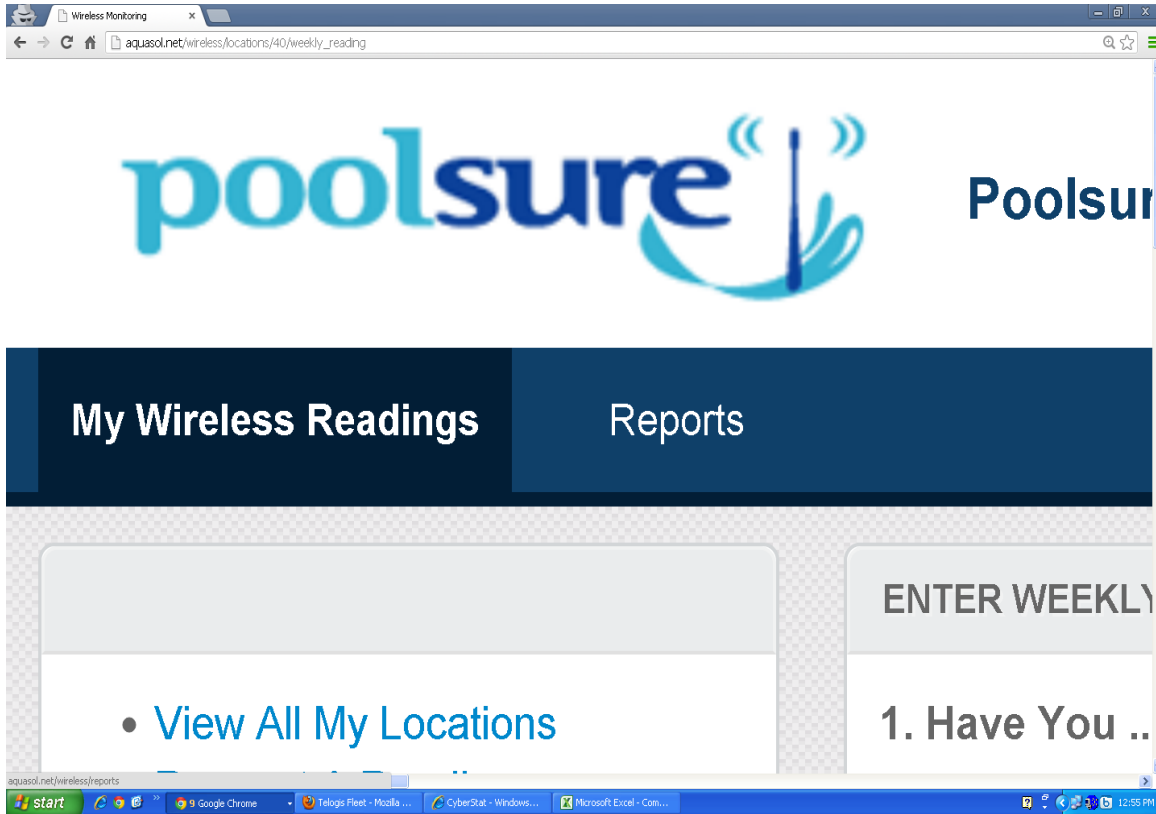 Wireless Monitoring
aquasol.net/wireless/locations/40/weekly_reading
poolsure
Poolsur
My Wireless Readings
Reports
ENTER WEEKLY
• View All My Locations
1. Have You ..
aquasol.net/wireless/reports
start
9 Google Chrome
Telogis Fleet - Mozilla ...
CyberStat - Windows...
Microsoft Excel - Com...
12:55 PM